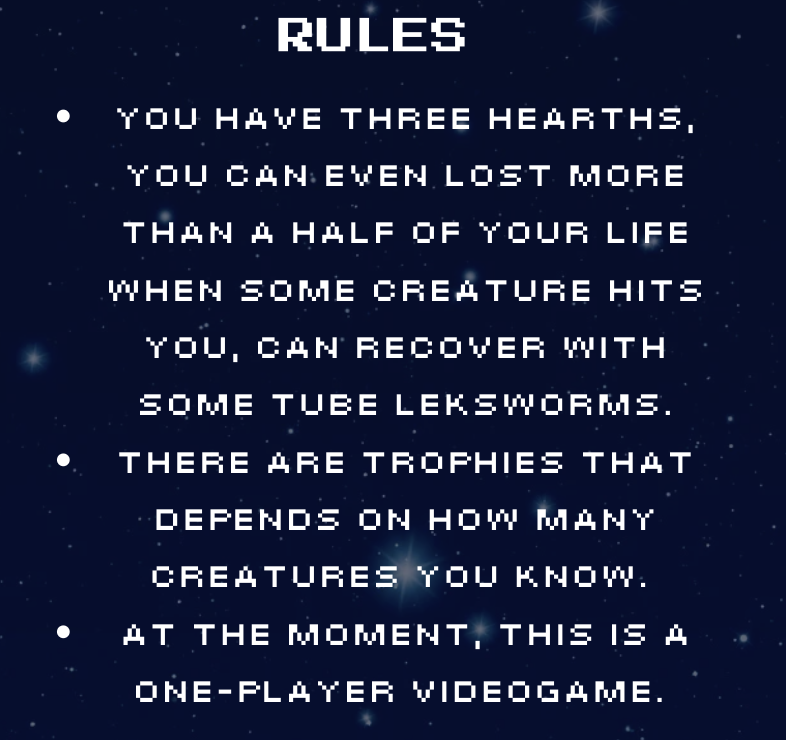 RULES
• YOU HAVE THREE HEARTHS,
YOU CAN EVEN LOST MORE
THAN A HALF OF YOUR LIFE
WHEN SOME CREATURE HITS
YOU, CAN RECOVER WITH
SOME TUBE LEKSWORMS.
• THERE ARE TROPHIES THAT
DEPENDS ON HOW MANY
CREATURES YOU KNOW.
• AT THE MOMENT, THIS IS A
ONE-PLAYER VIDEOGAME.